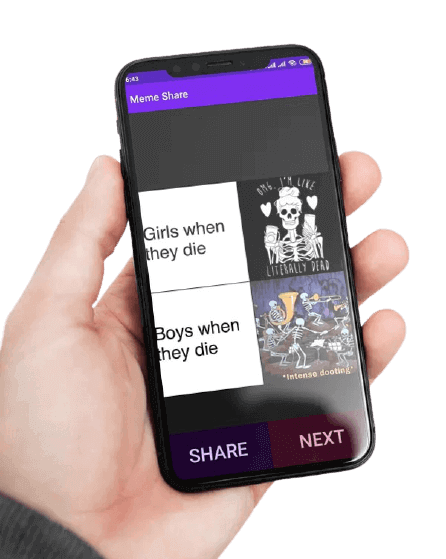 6:43
Meme Share
Girls when
they die
OMG, I'M LIKE
LITERALLY DEAD
Boys when
they die
*intense dooting*
SHARE
NEXT